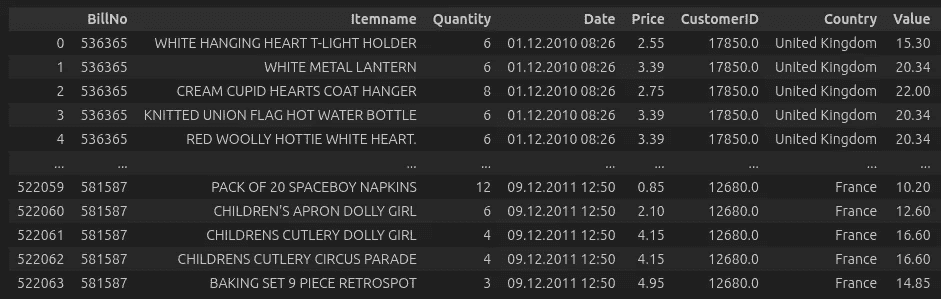 BillNo Itemname Quantity Date Price CustomerID Country Value
0 536365 WHITE HANGING HEART T-LIGHT HOLDER 6 01.12.2010 08:26 2.55 17850.0 United Kingdom 15.30
1 536365 WHITE METAL LANTERN 6 01.12.2010 08:26 3.39 17850.0 United Kingdom 20.34
2 536365 CREAM CUPID HEARTS COAT HANGER 8 01.12.2010 08:26 2.75 17850.0 United Kingdom 22.00
3 536365 KNITTED UNION FLAG HOT WATER BOTTLE 6 01.12.2010 08:26 3.39 17850.0 United Kingdom 20.34
4 536365 RED WOOLLY HOTTIE WHITE HEART. 6 01.12.2010 08:26 3.39 17850.0 United Kingdom 20.34
... ... ... ... ... ... ... ... ...
522059 581587 PACK OF 20 SPACEBOY NAPKINS 12 09.12.2011 12:50 0.85 12680.0 France 10.20
522060 581587 CHILDREN'S APRON DOLLY GIRL 6 09.12.2011 12:50 2.10 12680.0 France 12.60
522061 581587 CHILDRENS CUTLERY DOLLY GIRL 4 09.12.2011 12:50 4.15 12680.0 France 16.60
522062 581587 CHILDRENS CUTLERY CIRCUS PARADE 4 09.12.2011 12:50 4.15 12680.0 France 16.60
522063 581587 BAKING SET 9 PIECE RETROSPOT 3 09.12.2011 12:50 4.95 12680.0 France 14.85